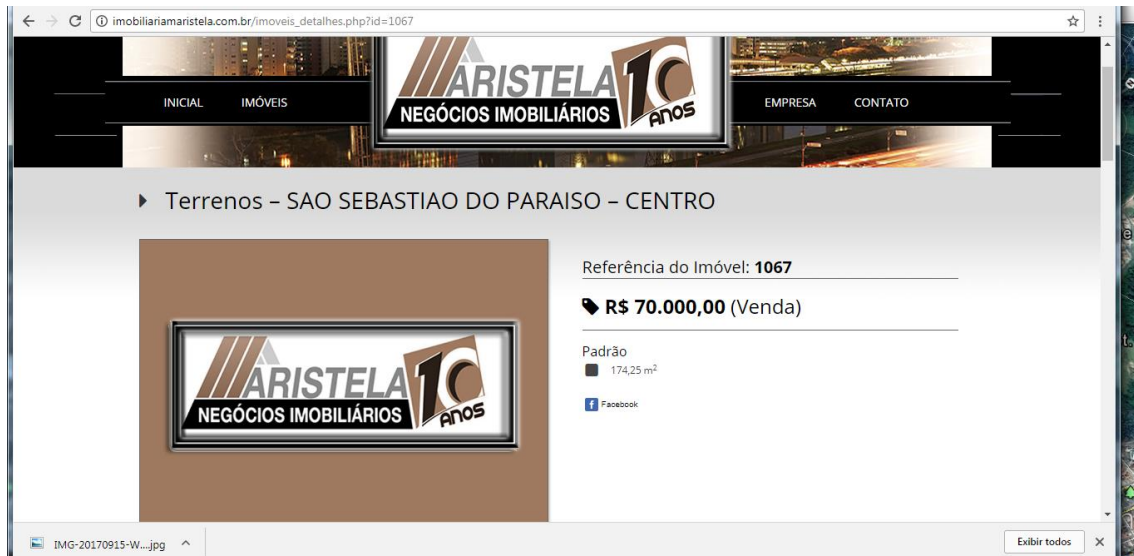 imobiliariamaristela.com.br/imoveis_detalhes.php?id=1067
INICIAL IMÓVEIS
ARISTELA 10
NEGÓCIOS IMOBILIÁRIOS ANOS
EMPRESA CONTATO
Terrenos – SAO SEBASTIAO DO PARAISO – CENTRO
ARISTELA 10
NEGÓCIOS IMOBILIÁRIOS ANOS
Referência do Imóvel: 1067
R$ 70.000,00 (Venda)
Padrão
174,25 m²
Facebook
IMG-20170915-W....jpg
Exibir todos